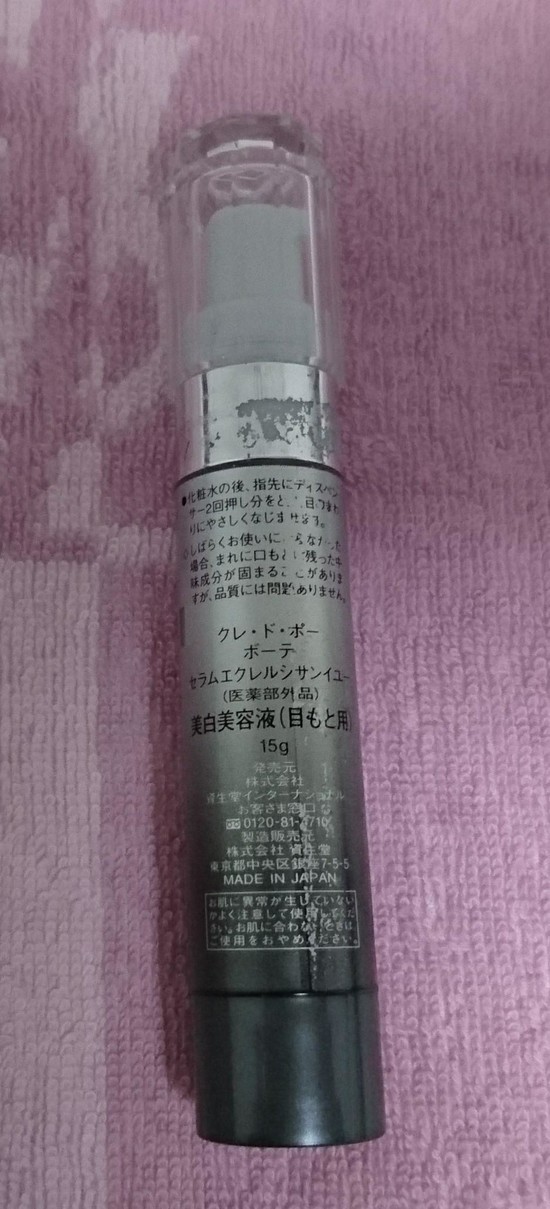 ●化粧水の後、指先にディスペン
サー2回押し分をと
りにやさしくなじませます。
しばらくお使いに
場合、まれに口もとに残った中
味成分が固まることがありま
すが、品質には問題ありません。
クレ・ド・ポー
ボーテ
セラムエクレルシサンイユー
(医薬部外品)
美白美容液(目もと用)
15g
発売元
株式会社
資生堂インターナショナル
お客さま窓口
0120-81-4710
製造販売元
株式会社 資生堂
東京都中央区銀座7-5-5
MADE IN JAPAN
お肌に異常が生じていない
かよく注意して使用してくだ
さい。お肌に合わないときは、
ご使用をおやめください。